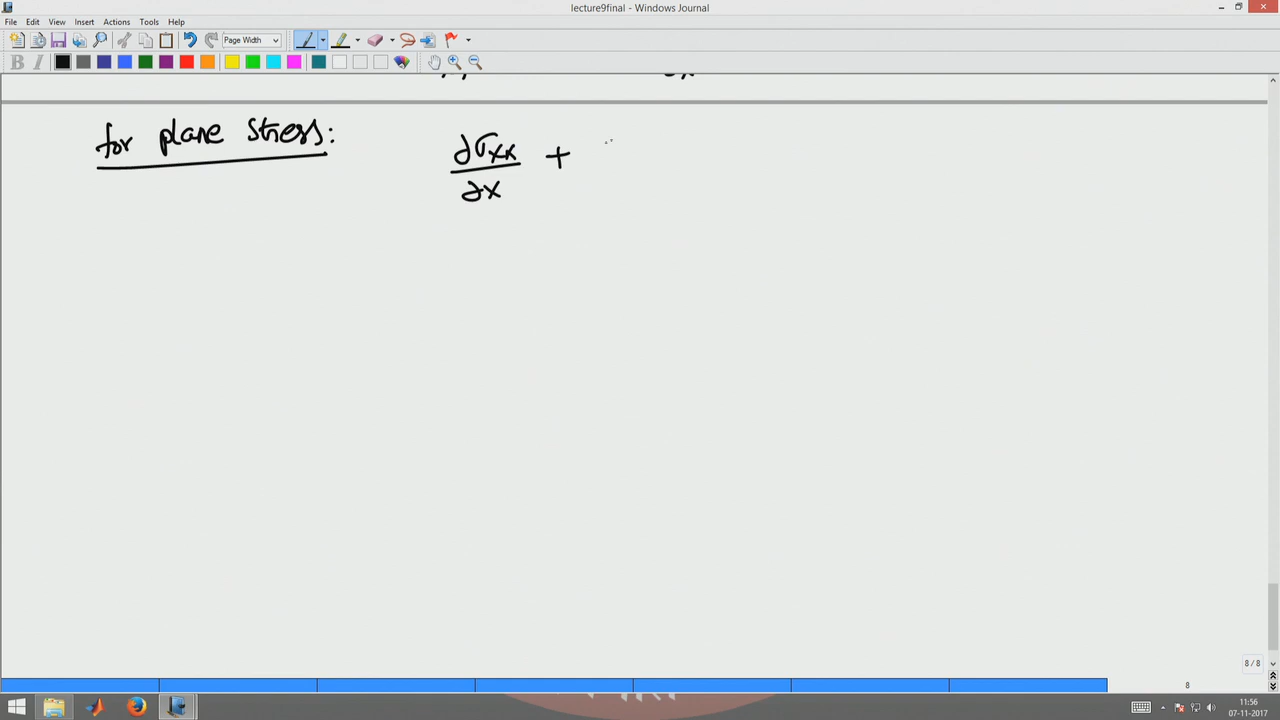 lecture9final - Windows Journal
File Edit View Insert Actions Tools Help
Page Width
for plane stress: ∂σxx/∂x +
8 / 8
8
11:56
07-11-2017